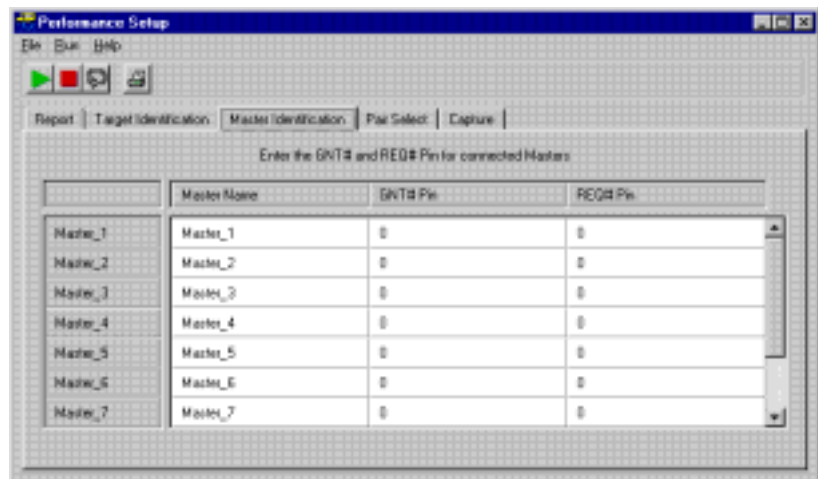 Performance Setup
File Run Help
Report Target Identification Master Identification Pair Select Capture
Enter the GNT# and REQ# Pin for connected Masters
Master Name GNT# Pin REQ# Pin
Master_1 Master_1 0 0
Master_2 Master_2 0 0
Master_3 Master_3 0 0
Master_4 Master_4 0 0
Master_5 Master_5 0 0
Master_6 Master_6 0 0
Master_7 Master_7 0 0